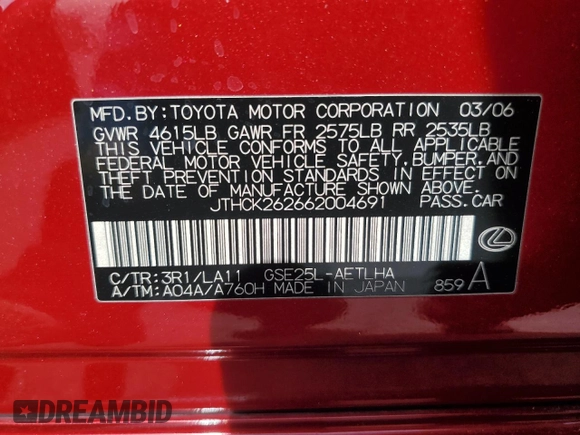 MFD. BY: TOYOTA MOTOR CORPORATION 03/06
GVWR 4615LB GAWR FR 2575LB RR 2535LB
THIS VEHICLE CONFORMS TO ALL APPLICABLE
FEDERAL MOTOR VEHICLE SAFETY, BUMPER, AND
THEFT PREVENTION STANDARDS IN EFFECT ON
THE DATE OF MANUFACTURE SHOWN ABOVE.
JTHCK262662004691 PASS. CAR
C/TR: 3R1/LA11 GSE25L-AETLHA
A/TM: A04A/A760H MADE IN JAPAN 859 A
DREAMBID